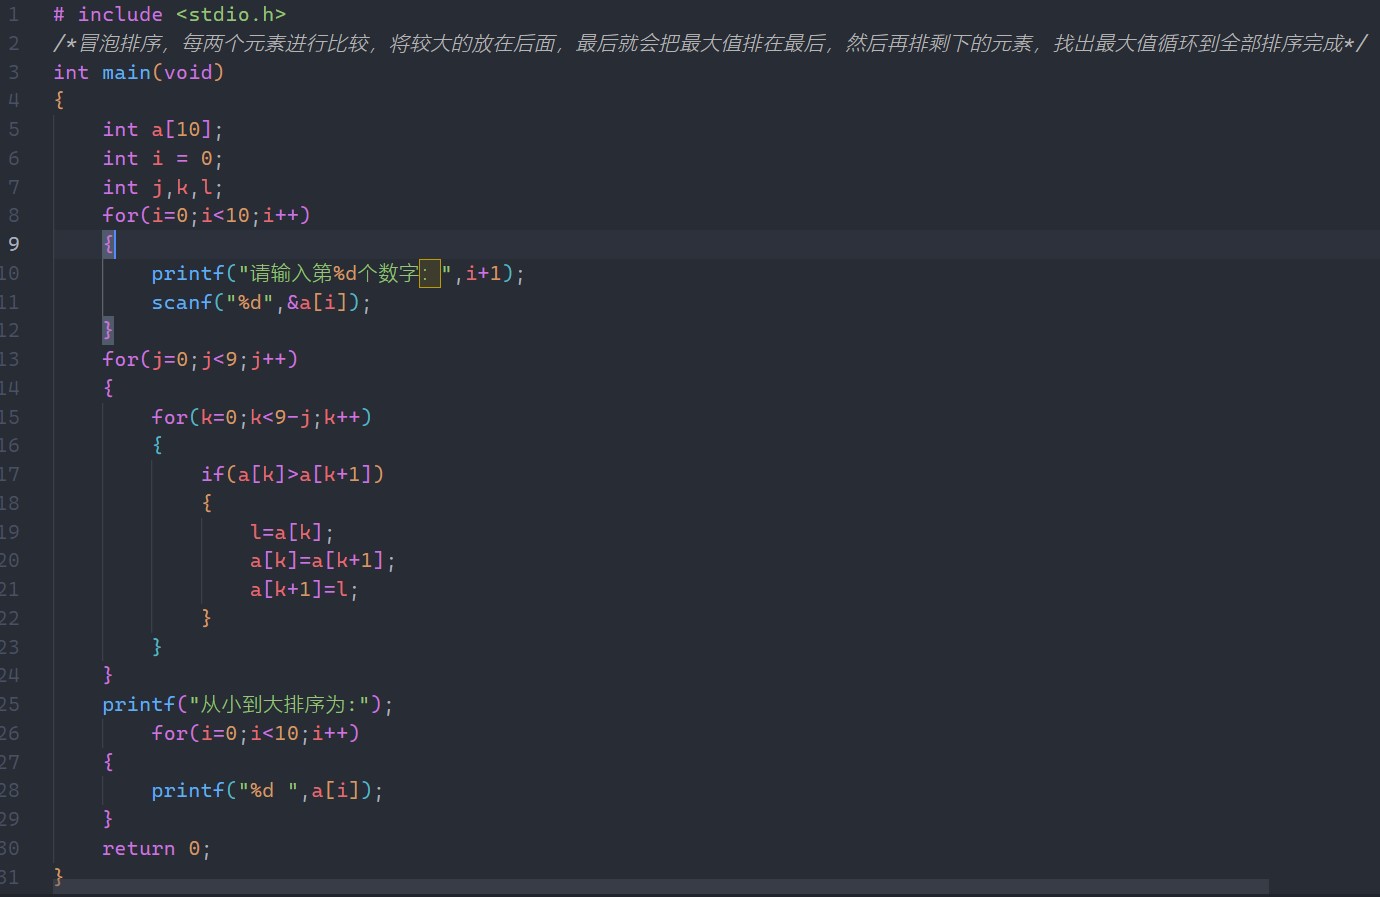 1 # include <stdio.h>
2 /*冒泡排序，每两个元素进行比较，将较大的放在后面，最后就会把最大值排在最后，然后再排剩下的元素，找出最大值循环到全部排序完成*/
3 int main(void)
4 {
5     int a[10];
6     int i = 0;
7     int j,k,l;
8     for(i=0;i<10;i++)
9     {
10         printf("请输入第%d个数字：",i+1);
11         scanf("%d",&a[i]);
12     }
13     for(j=0;j<9;j++)
14     {
15         for(k=0;k<9-j;k++)
16         {
17             if(a[k]>a[k+1])
18             {
19                 l=a[k];
20                 a[k]=a[k+1];
21                 a[k+1]=l;
22             }
23         }
24     }
25     printf("从小到大排序为:");
26         for(i=0;i<10;i++)
27     {
28         printf("%d ",a[i]);
29     }
30     return 0;
31 }